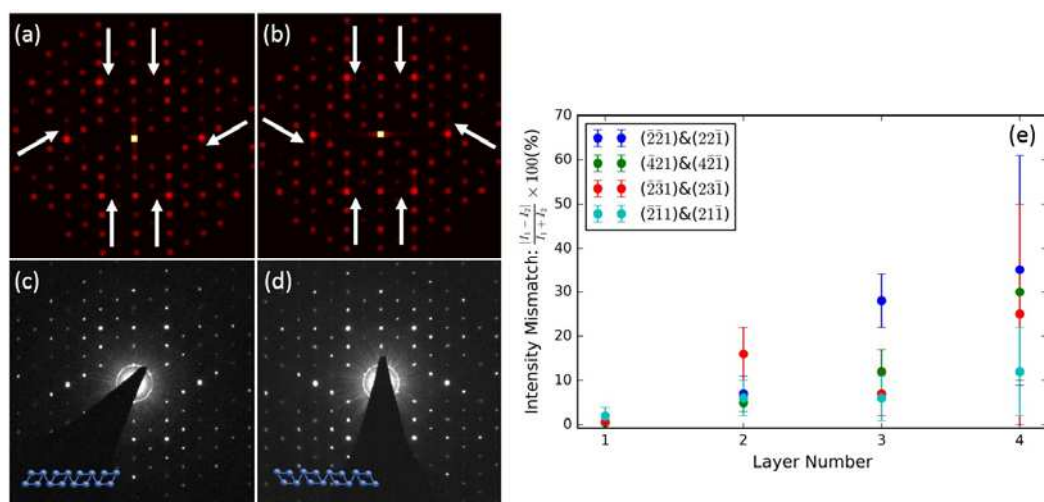 (a)
(b)
(c)
(d)
(e)
Intensity Mismatch: |I₁ − I₂| / I₁ + I₂ × 100(%)
70
60
50
40
30
20
10
0
(2̄2̄1)&(221̄)
(4̄21)&(42̄1̄)
(2̄3̄1)&(231̄)
(2̄1̄1)&(211̄)
1 2 3 4
Layer Number